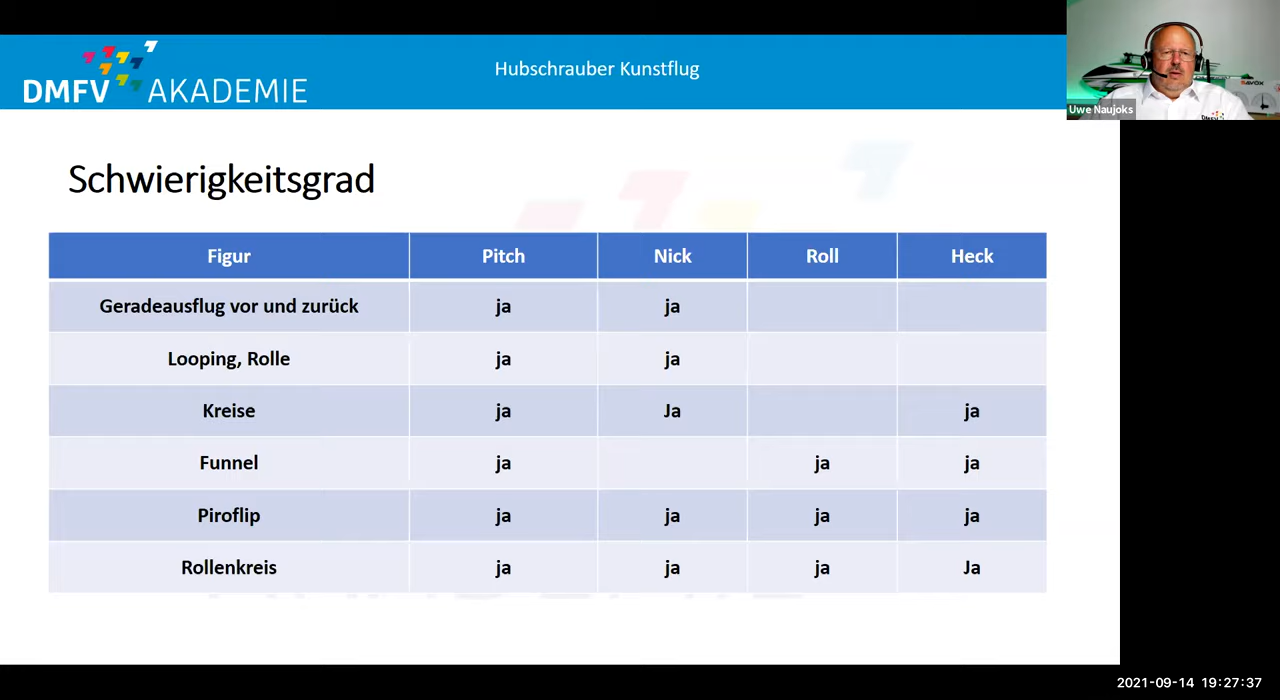 DMFV AKADEMIE
Hubschrauber Kunstflug
SAVOX
DMFV
Uwe Naujoks
Schwierigkeitsgrad
Figur Pitch Nick Roll Heck
Geradeausflug vor und zurück ja ja
Looping, Rolle ja ja
Kreise ja Ja ja
Funnel ja ja ja
Piroflip ja ja ja ja
Rollenkreis ja ja ja Ja
2021-09-14 19:27:37